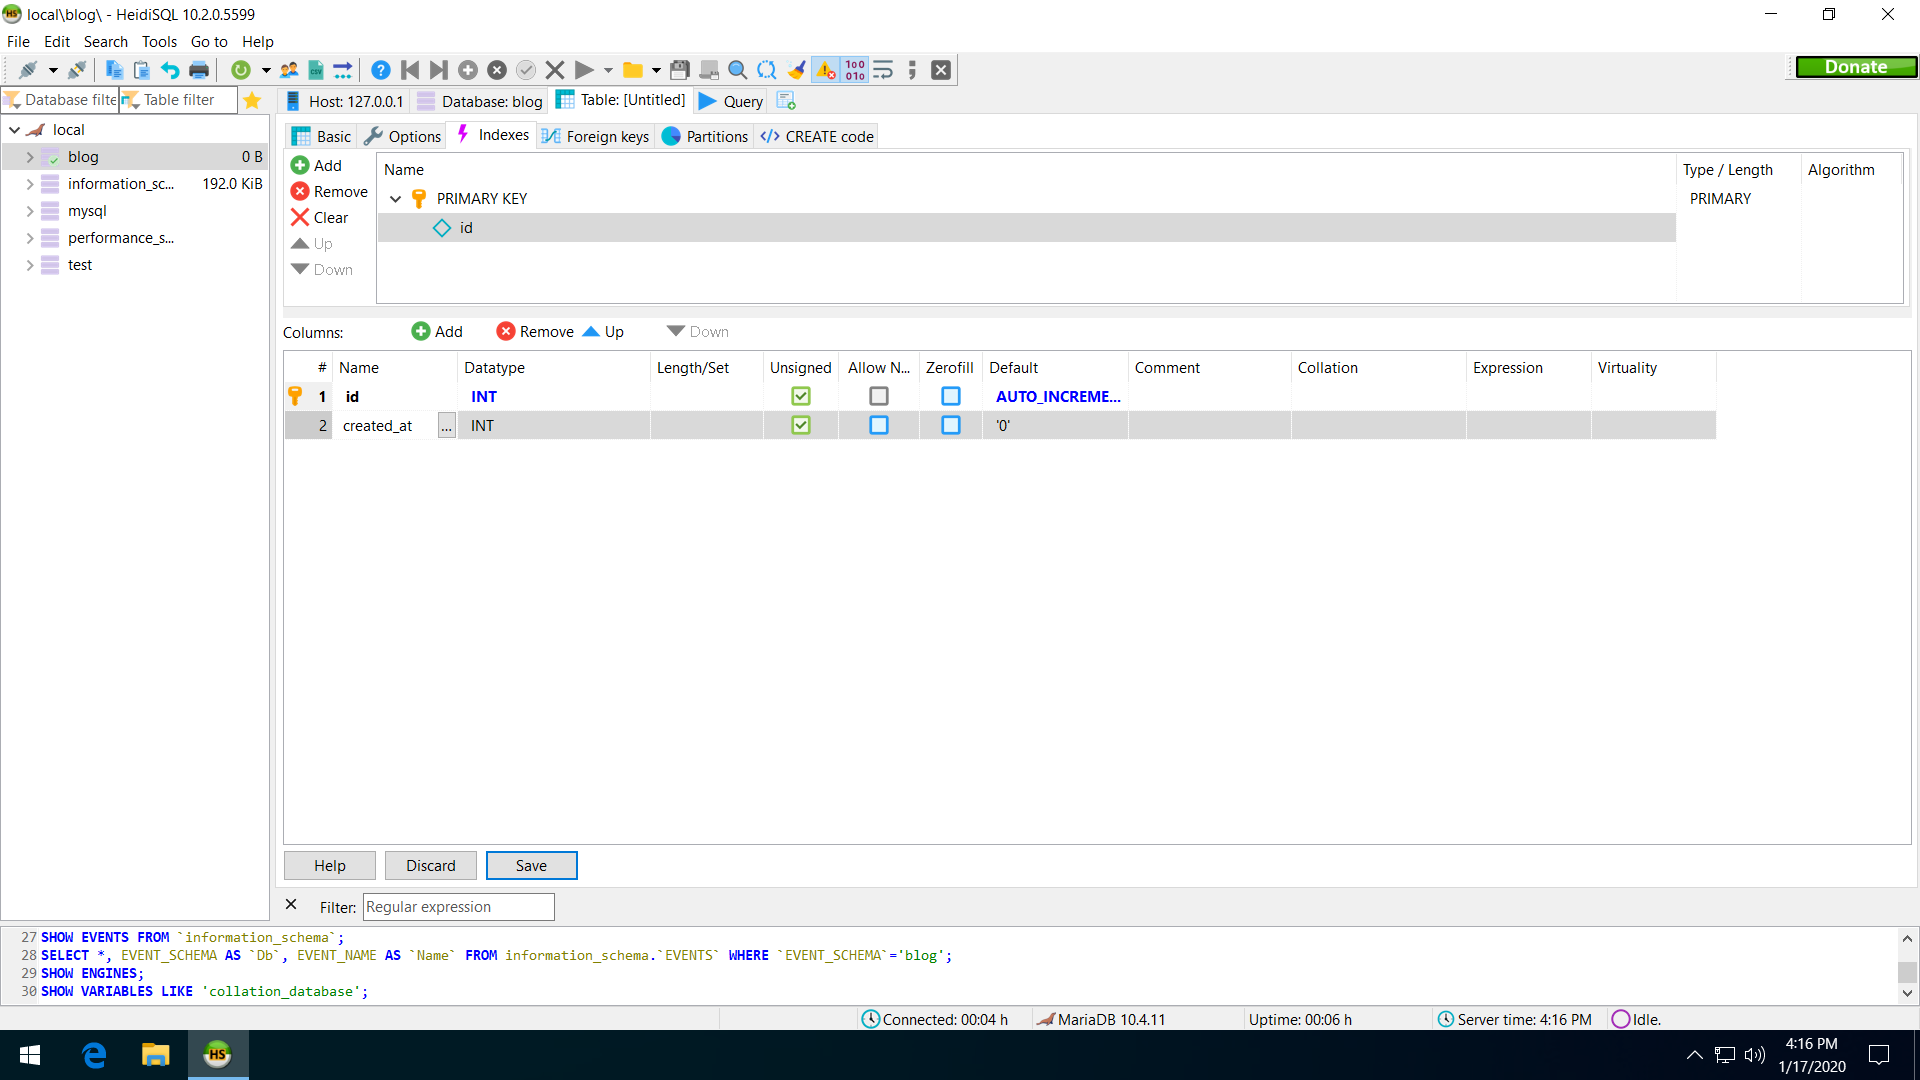 local\blog\ - HeidiSQL 10.2.0.5599
File Edit Search Tools Go to Help
Donate
Database filte Table filter Host: 127.0.0.1 Database: blog Table: [Untitled] Query
local
blog 0 B
information_sc... 192.0 KiB
mysql
performance_s...
test
Basic Options Indexes Foreign keys Partitions CREATE code
Add
Remove
Clear
Up
Down
Name Type / Length Algorithm
PRIMARY KEY PRIMARY
id
Columns: Add Remove Up Down
# Name Datatype Length/Set Unsigned Allow N... Zerofill Default Comment Collation Expression Virtuality
1 id INT AUTO_INCREME...
2 created_at ... INT '0'
Help Discard Save
Filter: Regular expression
27 SHOW EVENTS FROM `information_schema`;
28 SELECT *, EVENT_SCHEMA AS `Db`, EVENT_NAME AS `Name` FROM information_schema.`EVENTS` WHERE `EVENT_SCHEMA`='blog';
29 SHOW ENGINES;
30 SHOW VARIABLES LIKE 'collation_database';
Connected: 00:04 h MariaDB 10.4.11 Uptime: 00:06 h Server time: 4:16 PM Idle.
HS
4:16 PM
1/17/2020